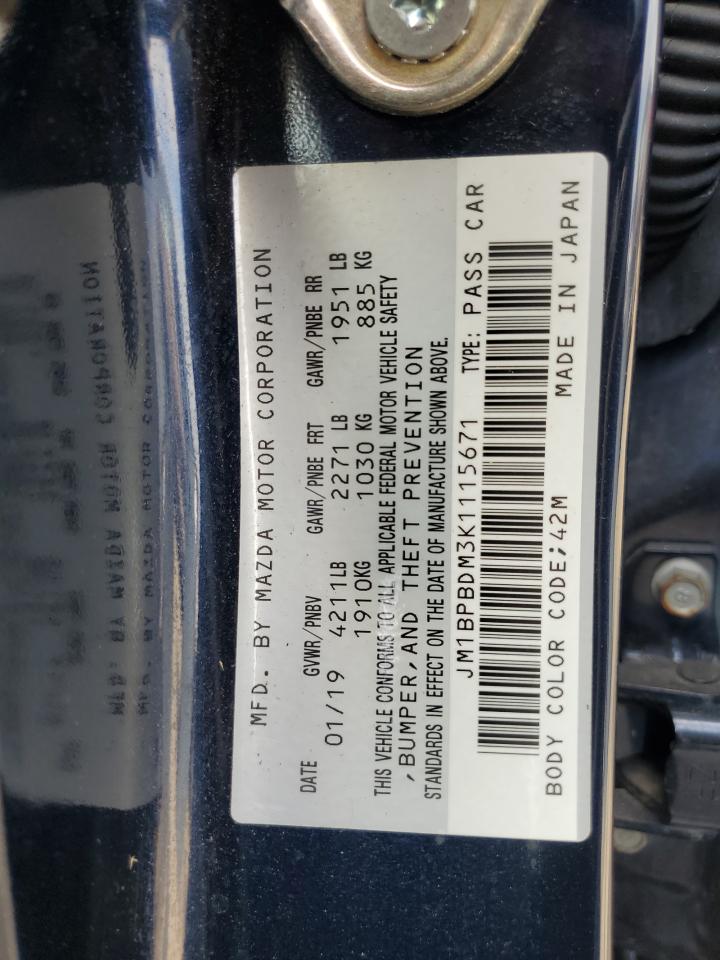 MFD. BY MAZDA MOTOR CORPORATION
DATE GVWR/PNBV GAWR/PNBE FRT GAWR/PNBE RR
01/19 4211LB 2271 LB 1951 LB
1910KG 1030 KG 885 KG
THIS VEHICLE CONFORMS TO ALL APPLICABLE FEDERAL MOTOR VEHICLE SAFETY
,BUMPER,AND THEFT PREVENTION
STANDARDS IN EFFECT ON THE DATE OF MANUFACTURE SHOWN ABOVE.
JM1BPBDM3K1115671 TYPE: PASS CAR
BODY COLOR CODE;42M MADE IN JAPAN